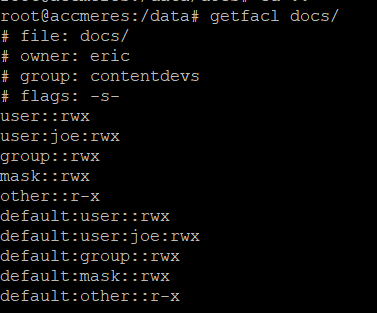 root@accmeres:/data# getfacl docs/
# file: docs/
# owner: eric
# group: contentdevs
# flags: -s-
user::rwx
user:joe:rwx
group::rwx
mask::rwx
other::r-x
default:user::rwx
default:user:joe:rwx
default:group::rwx
default:mask::rwx
default:other::r-x